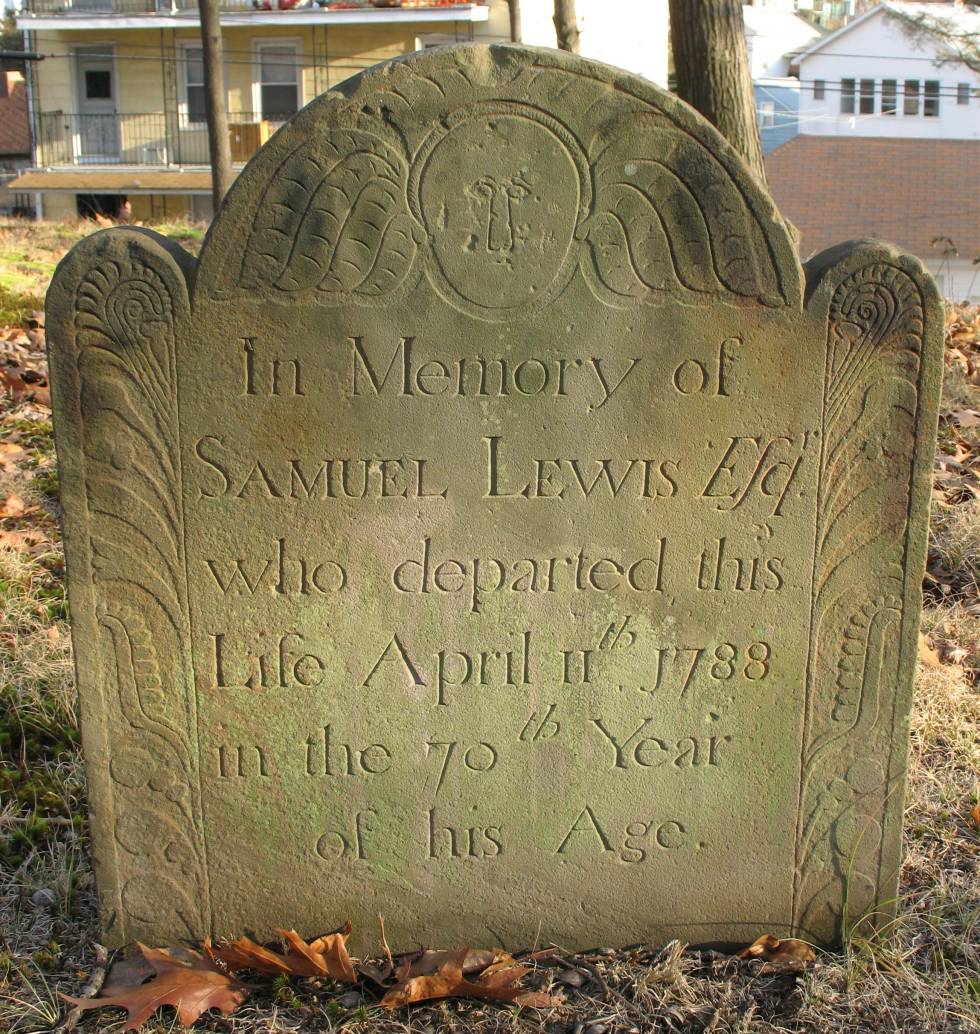 In Memory of
SAMUEL LEWIS Eſqʳ.
who departed this
Life April 11ᵗʰ 1788
in the 70ᵗʰ Year
of his Age.